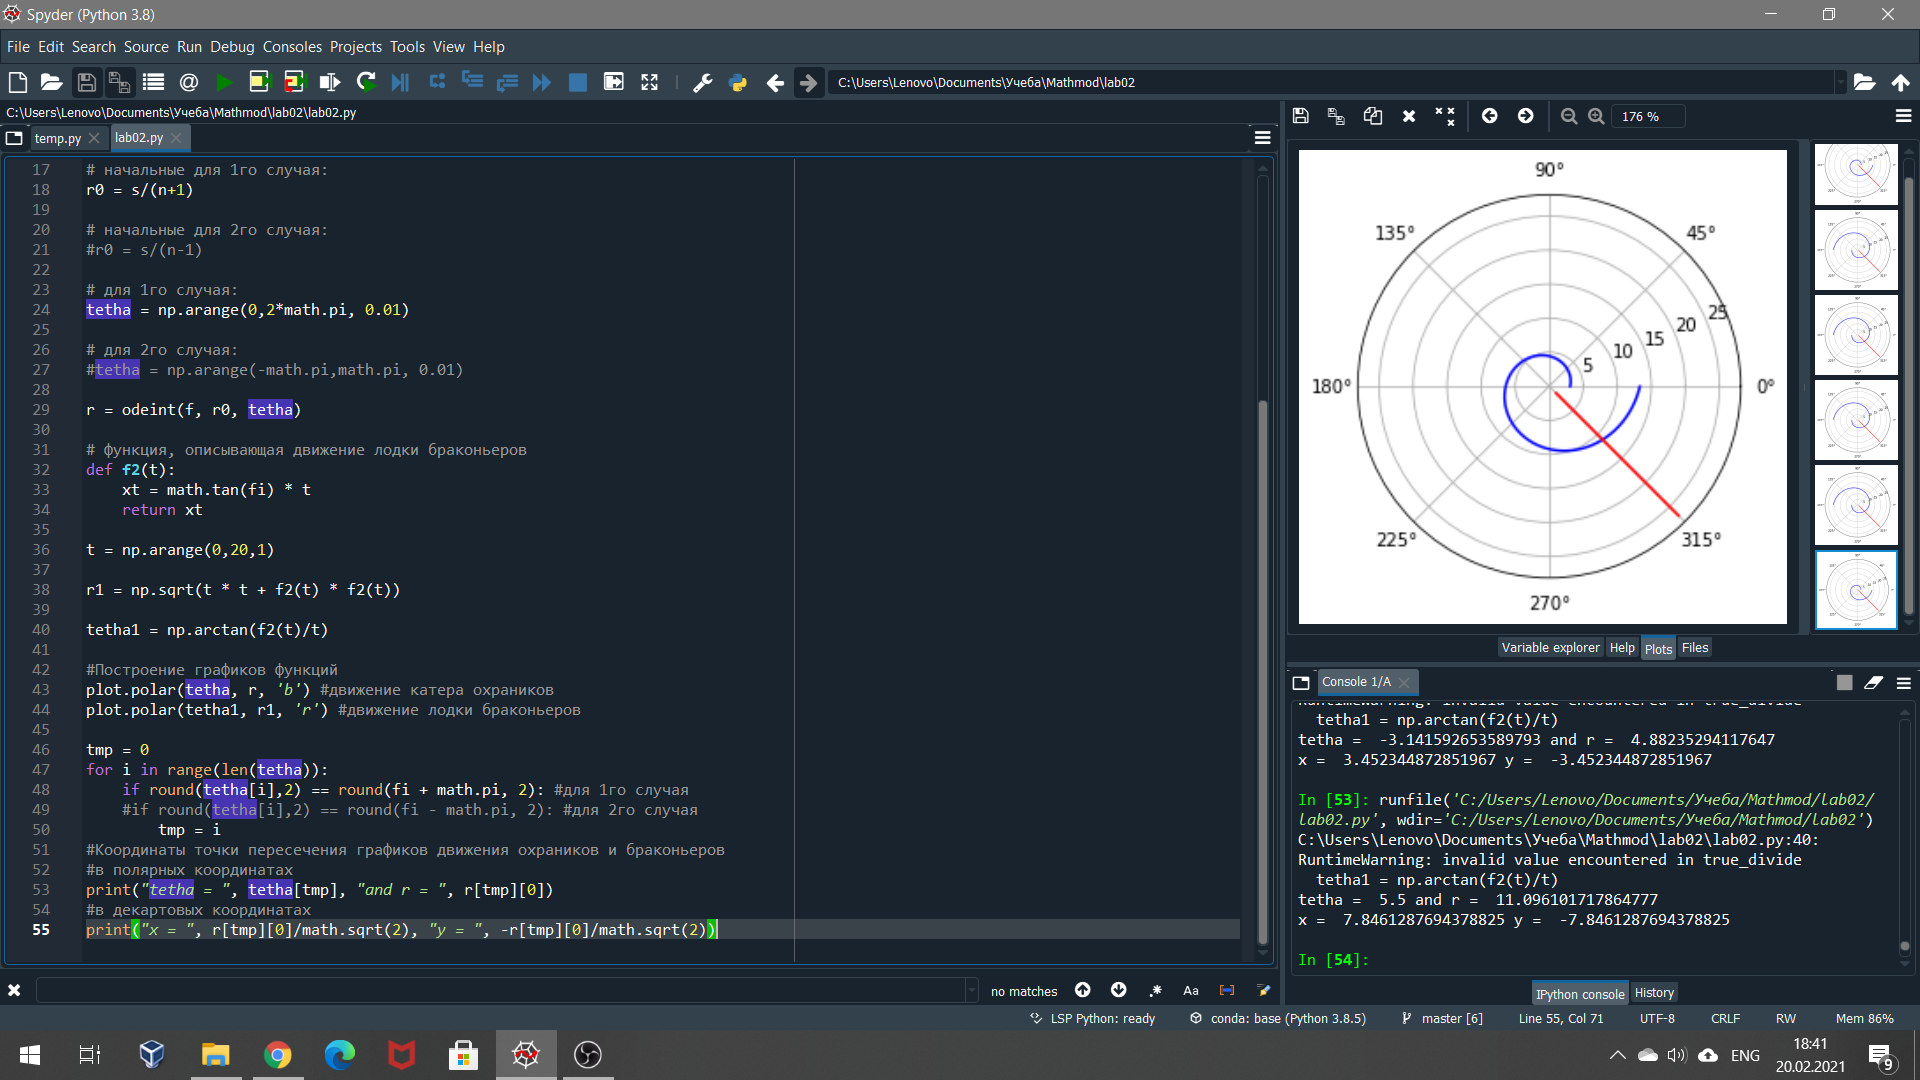 Spyder (Python 3.8)
File Edit Search Source Run Debug Consoles Projects Tools View Help
C:\Users\Lenovo\Documents\Учеба\Mathmod\lab02
C:\Users\Lenovo\Documents\Учеба\Mathmod\lab02\lab02.py
temp.py
lab02.py
17 # начальные для 1го случая:
18 r0 = s/(n+1)
19
20 # начальные для 2го случая:
21 #r0 = s/(n-1)
22
23 # для 1го случая:
24 tetha = np.arange(0,2*math.pi, 0.01)
25
26 # для 2го случая:
27 #tetha = np.arange(-math.pi,math.pi, 0.01)
28
29 r = odeint(f, r0, tetha)
30
31 # функция, описывающая движение лодки браконьеров
32 def f2(t):
33     xt = math.tan(fi) * t
34     return xt
35
36 t = np.arange(0,20,1)
37
38 r1 = np.sqrt(t * t + f2(t) * f2(t))
39
40 tetha1 = np.arctan(f2(t)/t)
41
42 #Построение графиков функций
43 plot.polar(tetha, r, 'b') #движение катера охраников
44 plot.polar(tetha1, r1, 'r') #движение лодки браконьеров
45
46 tmp = 0
47 for i in range(len(tetha)):
48     if round(tetha[i],2) == round(fi + math.pi, 2): #для 1го случая
49     #if round(tetha[i],2) == round(fi - math.pi, 2): #для 2го случая
50         tmp = i
51 #Координаты точки пересечения графиков движения охраников и браконьеров
52 #в полярных координатах
53 print("tetha = ", tetha[tmp], "and r = ", r[tmp][0])
54 #в декартовых координатах
55 print("x = ", r[tmp][0]/math.sqrt(2), "y = ", -r[tmp][0]/math.sqrt(2))
no matches
Aa
176 %
90°
135° 45°
25
20
15
10
5
180° 0°
225° 315°
270°
Variable explorer Help Plots Files
Console 1/A
RuntimeWarning: invalid value encountered in true_divide
  tetha1 = np.arctan(f2(t)/t)
tetha =  -3.141592653589793 and r =  4.88235294117647
x =  3.452344872851967 y =  -3.452344872851967
In [53]: runfile('C:/Users/Lenovo/Documents/Учеба/Mathmod/lab02/
lab02.py', wdir='C:/Users/Lenovo/Documents/Учеба/Mathmod/lab02')
C:\Users\Lenovo\Documents\Учеба\Mathmod\lab02\lab02.py:40:
RuntimeWarning: invalid value encountered in true_divide
  tetha1 = np.arctan(f2(t)/t)
tetha =  5.5 and r =  11.096101717864777
x =  7.8461287694378825 y =  -7.8461287694378825
In [54]:
IPython console History
LSP Python: ready conda: base (Python 3.8.5) master [6] Line 55, Col 71 UTF-8 CRLF RW Mem 86%
ENG
18:41
20.02.2021
9